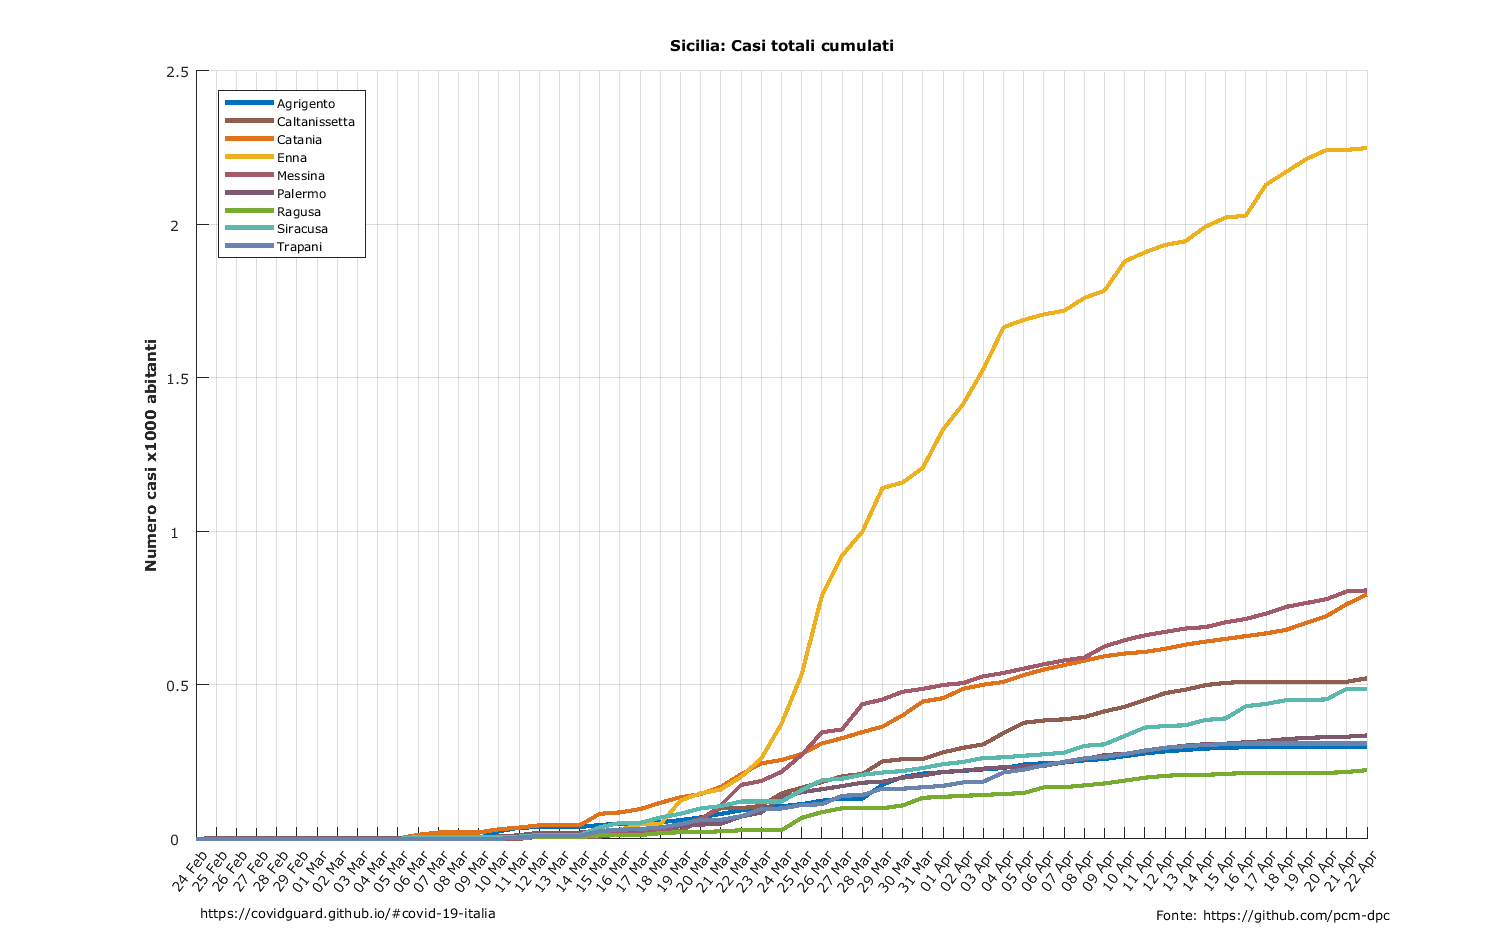 Sicilia: Casi totali cumulati
Numero casi x1000 abitanti
2.5
2
1.5
1
0.5
0
Agrigento
Caltanissetta
Catania
Enna
Messina
Palermo
Ragusa
Siracusa
Trapani
24 Feb
25 Feb
26 Feb
27 Feb
28 Feb
29 Feb
01 Mar
02 Mar
03 Mar
04 Mar
05 Mar
06 Mar
07 Mar
08 Mar
09 Mar
10 Mar
11 Mar
12 Mar
13 Mar
14 Mar
15 Mar
16 Mar
17 Mar
18 Mar
19 Mar
20 Mar
21 Mar
22 Mar
23 Mar
24 Mar
25 Mar
26 Mar
27 Mar
28 Mar
29 Mar
30 Mar
31 Mar
01 Apr
02 Apr
03 Apr
04 Apr
05 Apr
06 Apr
07 Apr
08 Apr
09 Apr
10 Apr
11 Apr
12 Apr
13 Apr
14 Apr
15 Apr
16 Apr
17 Apr
18 Apr
19 Apr
20 Apr
21 Apr
22 Apr
https://covidguard.github.io/#covid-19-italia
Fonte: https://github.com/pcm-dpc